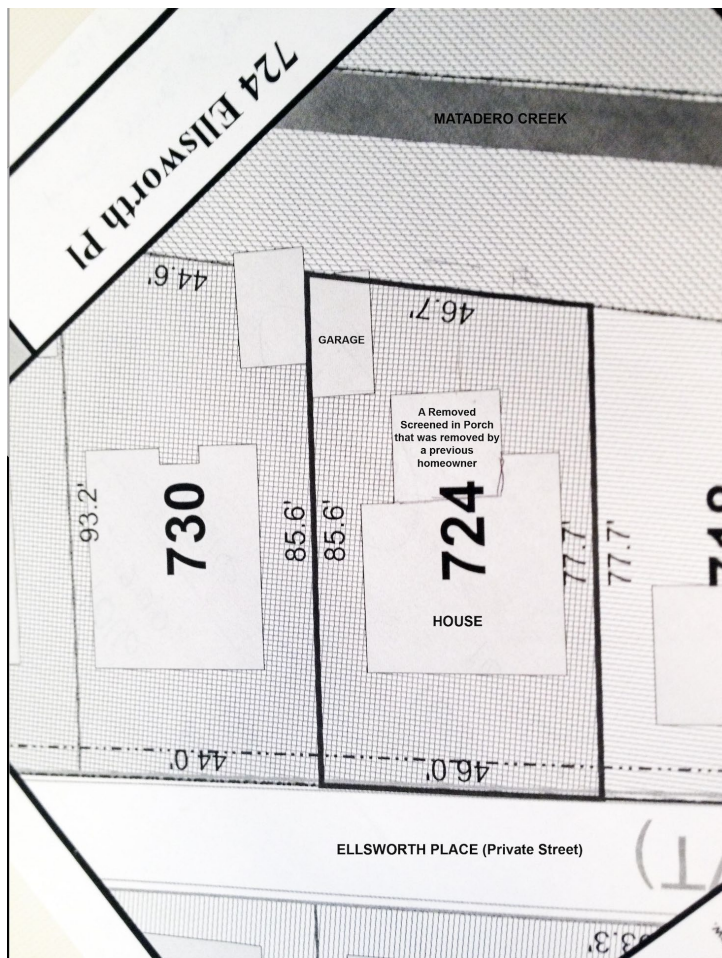 724 Ellsworth Pl
MATADERO CREEK
44.6'
46.7'
GARAGE
A Removed
Screened in Porch
that was removed by
a previous
homeowner
93.2'
730
85.6'
85.6'
724
77.7'
77.7'
HOUSE
44.0'
46.0'
ELLSWORTH PLACE (Private Street)